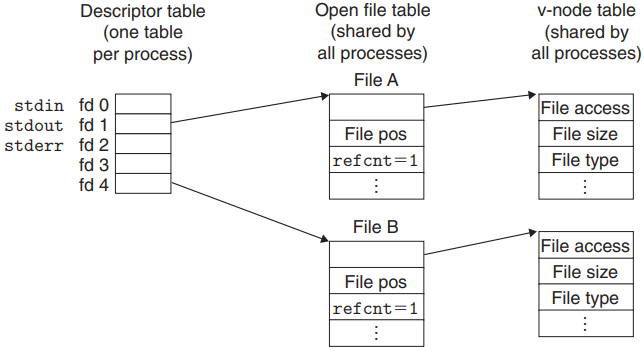 Descriptor table
(one table
per process)
Open file table
(shared by
all processes)
v-node table
(shared by
all processes)
stdin fd 0
stdout fd 1
stderr fd 2
fd 3
fd 4
File A
File pos
refcnt=1
⋮
File B
File pos
refcnt=1
⋮
File access
File size
File type
⋮
File access
File size
File type
⋮